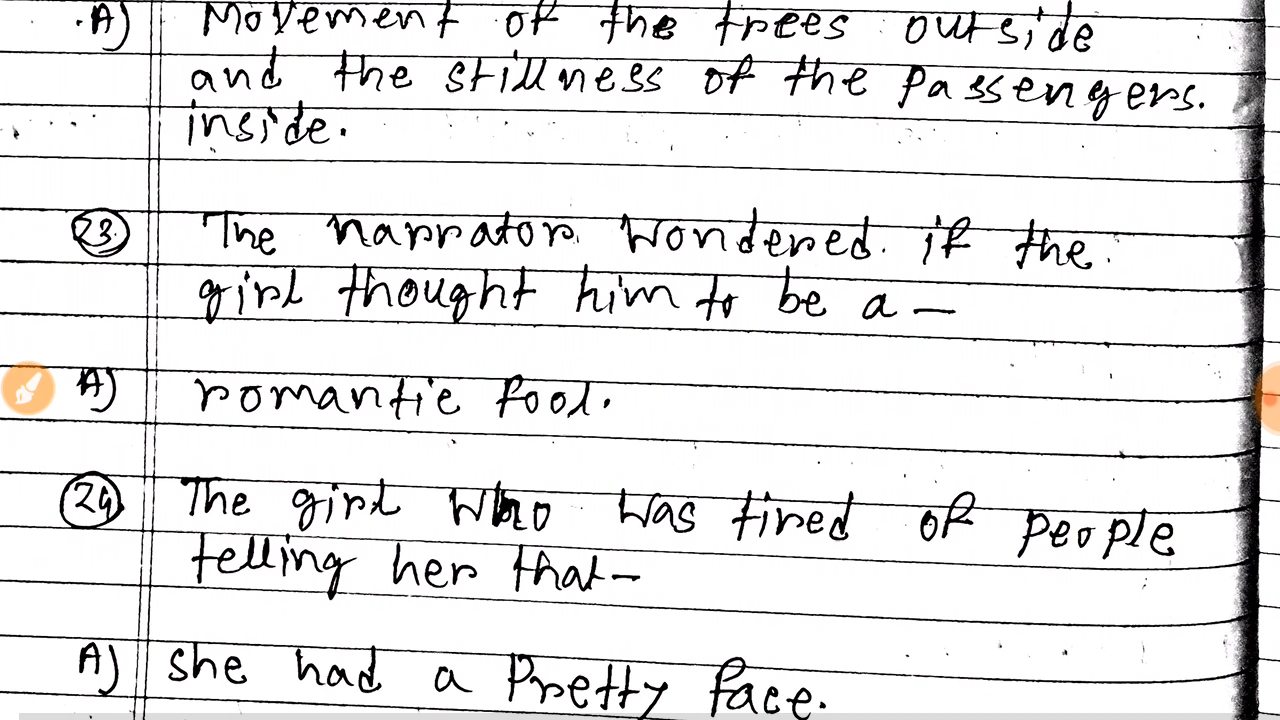 A) Movement of the trees outside
and the stillness of the passengers.
inside.
23. The narrator wondered if the
girl thought him to be a –
A) romantic fool.
24. The girl who was tired of people
telling her that–
A) she had a Pretty face.